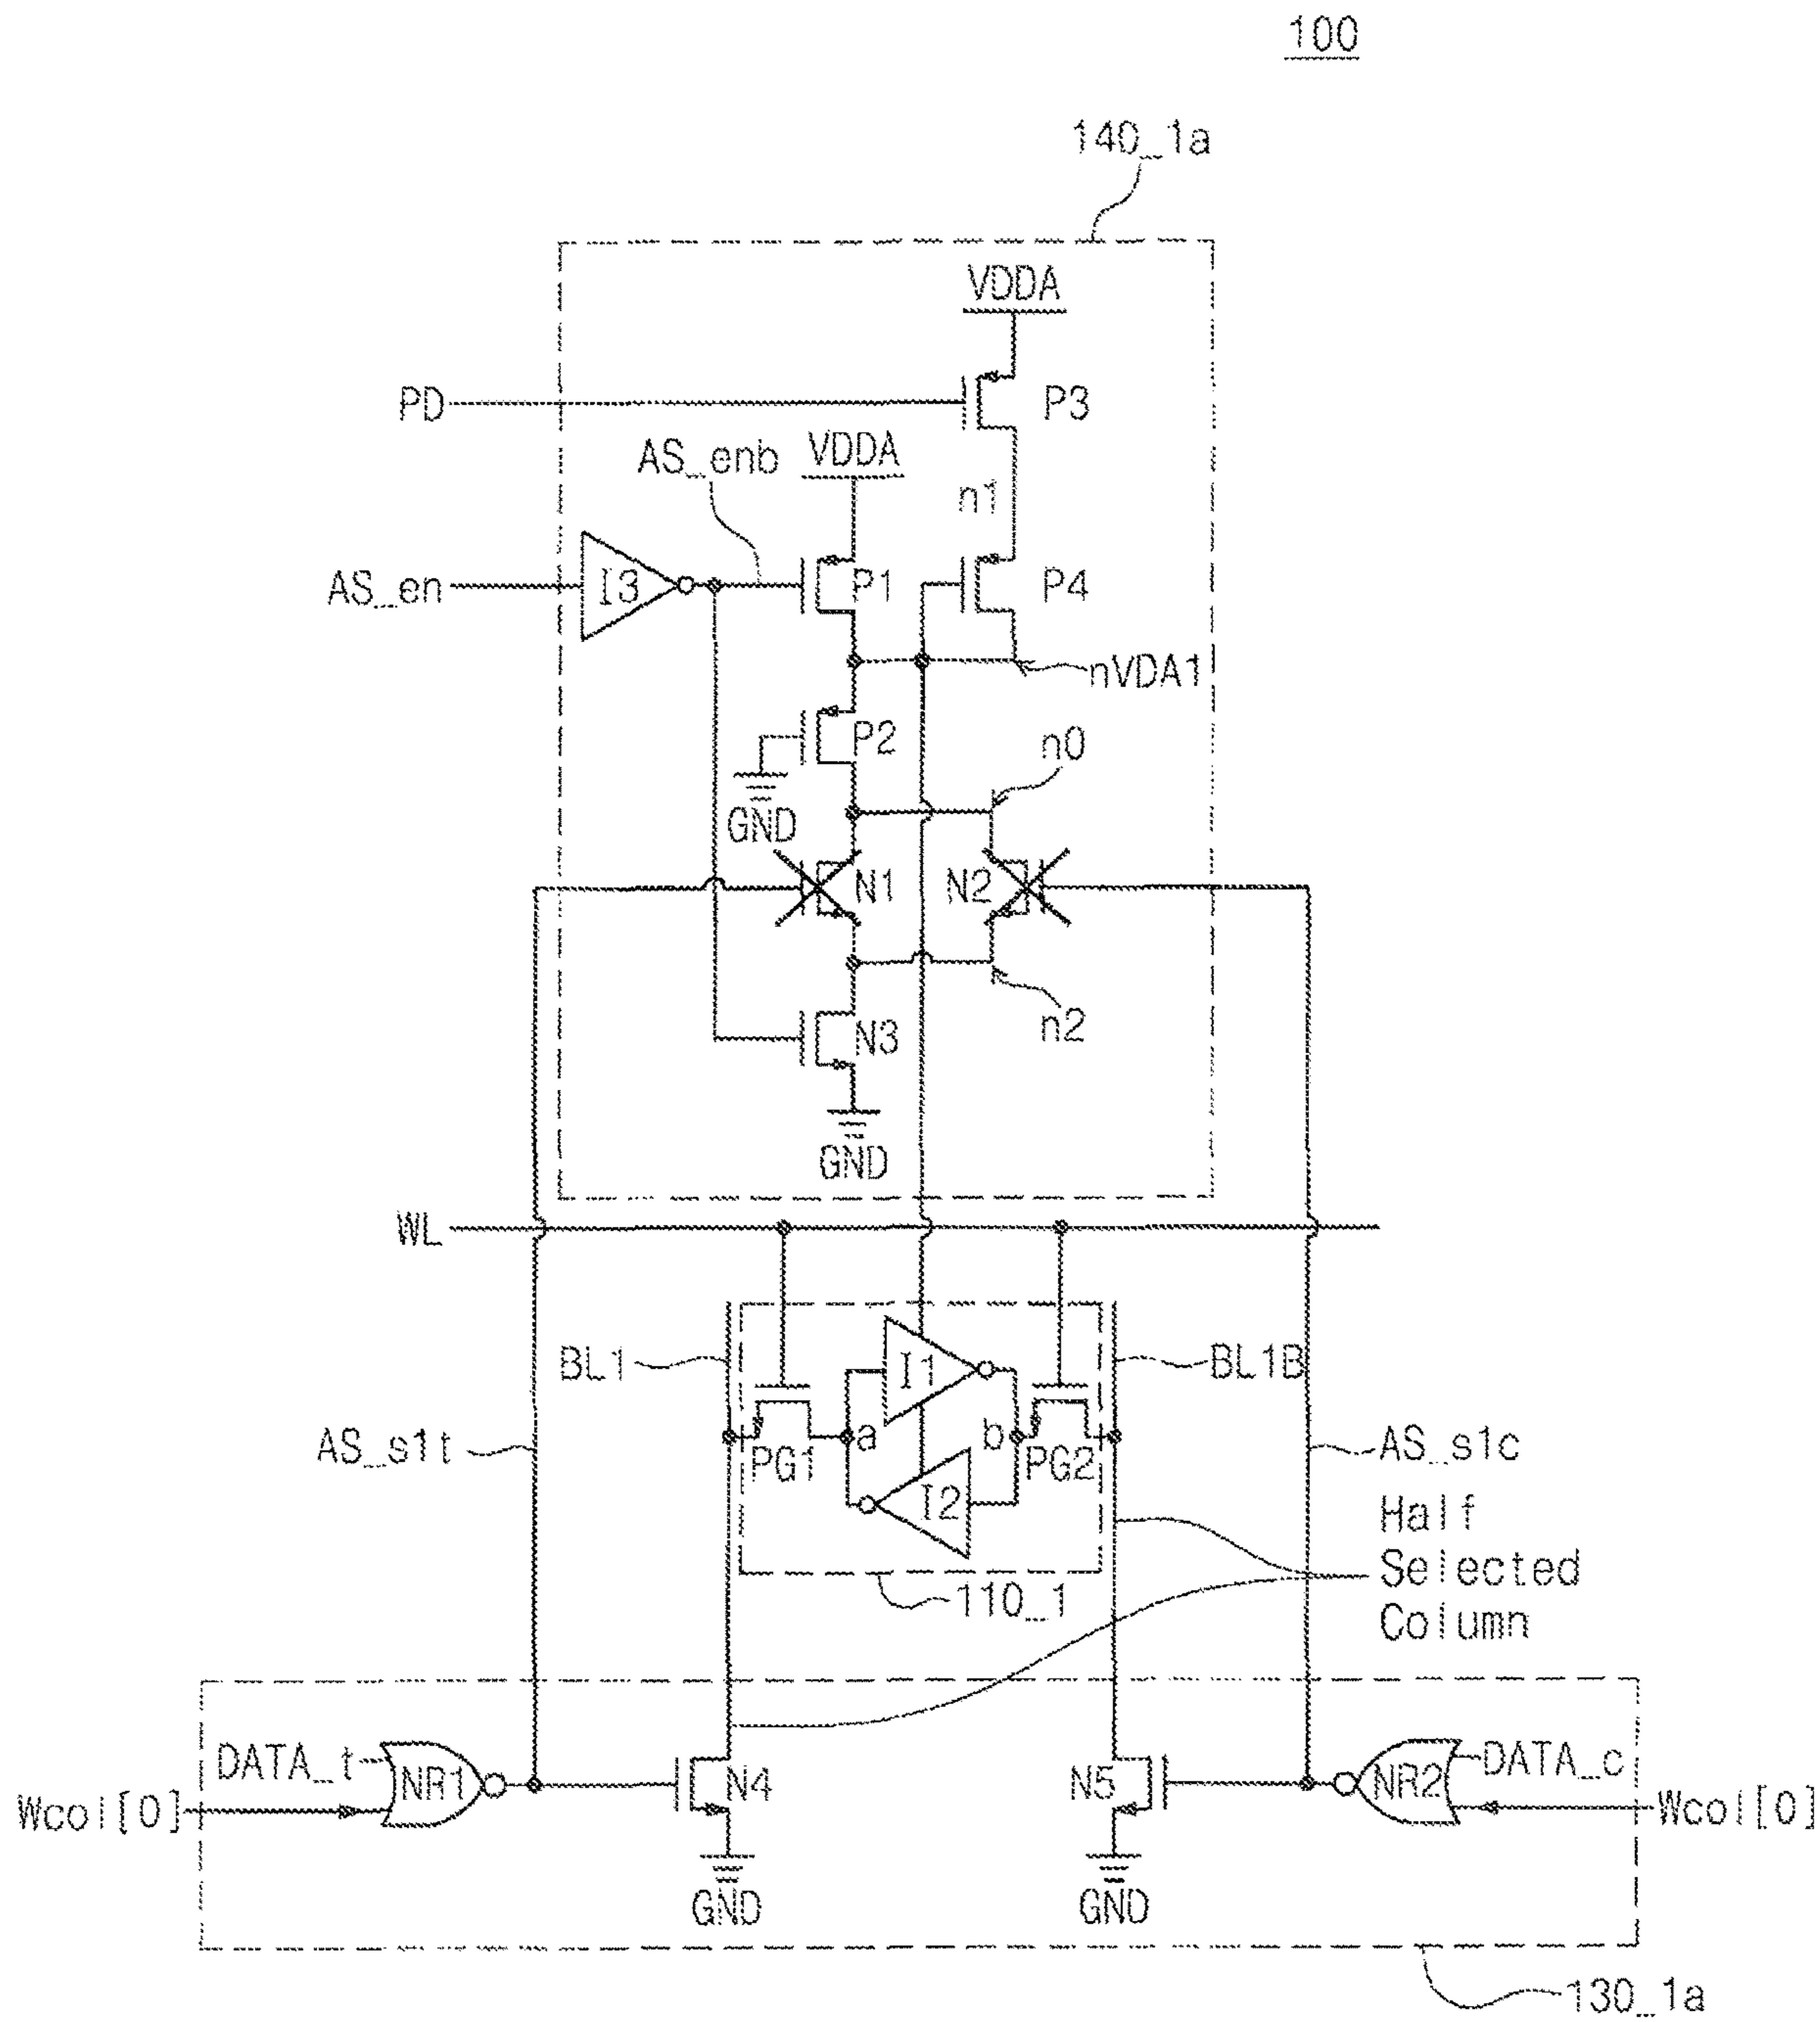 100
140_1a
VDDA
PD
P3
AS_enb
VDDA
n1
AS_en
I3
P1
P4
nVDA1
P2
n0
GND
N1
N2
N3
n2
GND
WL
BL1
I1
BL1B
AS_s1t
PG1
a
b
PG2
AS_s1c
I2
Half
Selected
Column
110_1
DATA_t
NR1
N4
N5
NR2
DATA_c
Wcol[0]
Wcol[0]
GND
GND
130_1a